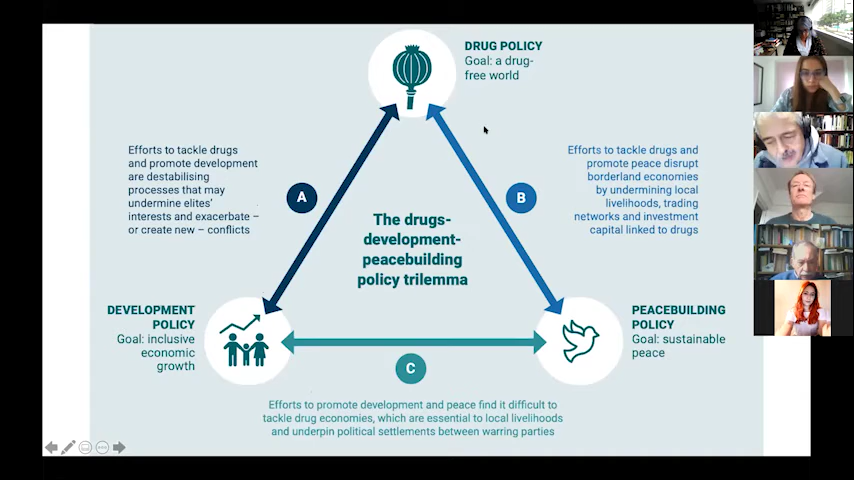 DRUG POLICY
Goal: a drug-
free world
Efforts to tackle drugs
and promote development
are destabilising
processes that may
undermine elites'
interests and exacerbate –
or create new – conflicts
A
B
Efforts to tackle drugs and
promote peace disrupt
borderland economies
by undermining local
livelihoods, trading
networks and investment
capital linked to drugs
The drugs-
development-
peacebuilding
policy trilemma
DEVELOPMENT
POLICY
Goal: inclusive
economic
growth
PEACEBUILDING
POLICY
Goal: sustainable
peace
C
Efforts to promote development and peace find it difficult to
tackle drug economies, which are essential to local livelihoods
and underpin political settlements between warring parties